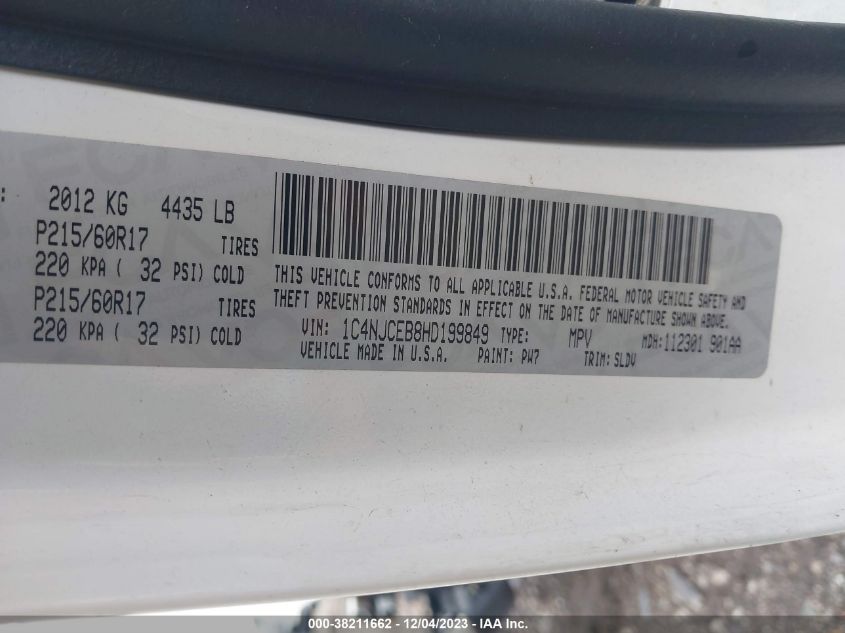 : 2012 KG 4435 LB
P215/60R17 TIRES
220 KPA ( 32 PSI) COLD
P215/60R17 TIRES
220 KPA ( 32 PSI) COLD
THIS VEHICLE CONFORMS TO ALL APPLICABLE U.S.A. FEDERAL MOTOR VEHICLE SAFETY AND
THEFT PREVENTION STANDARDS IN EFFECT ON THE DATE OF MANUFACTURE SHOWN ABOVE.
VIN: 1C4NJCEB8HD199849 TYPE: MPV MDH:112301 901AA
VEHICLE MADE IN U.S.A. PAINT: PW7 TRIM: SLDV
000-38211662 - 12/04/2023 - IAA Inc.